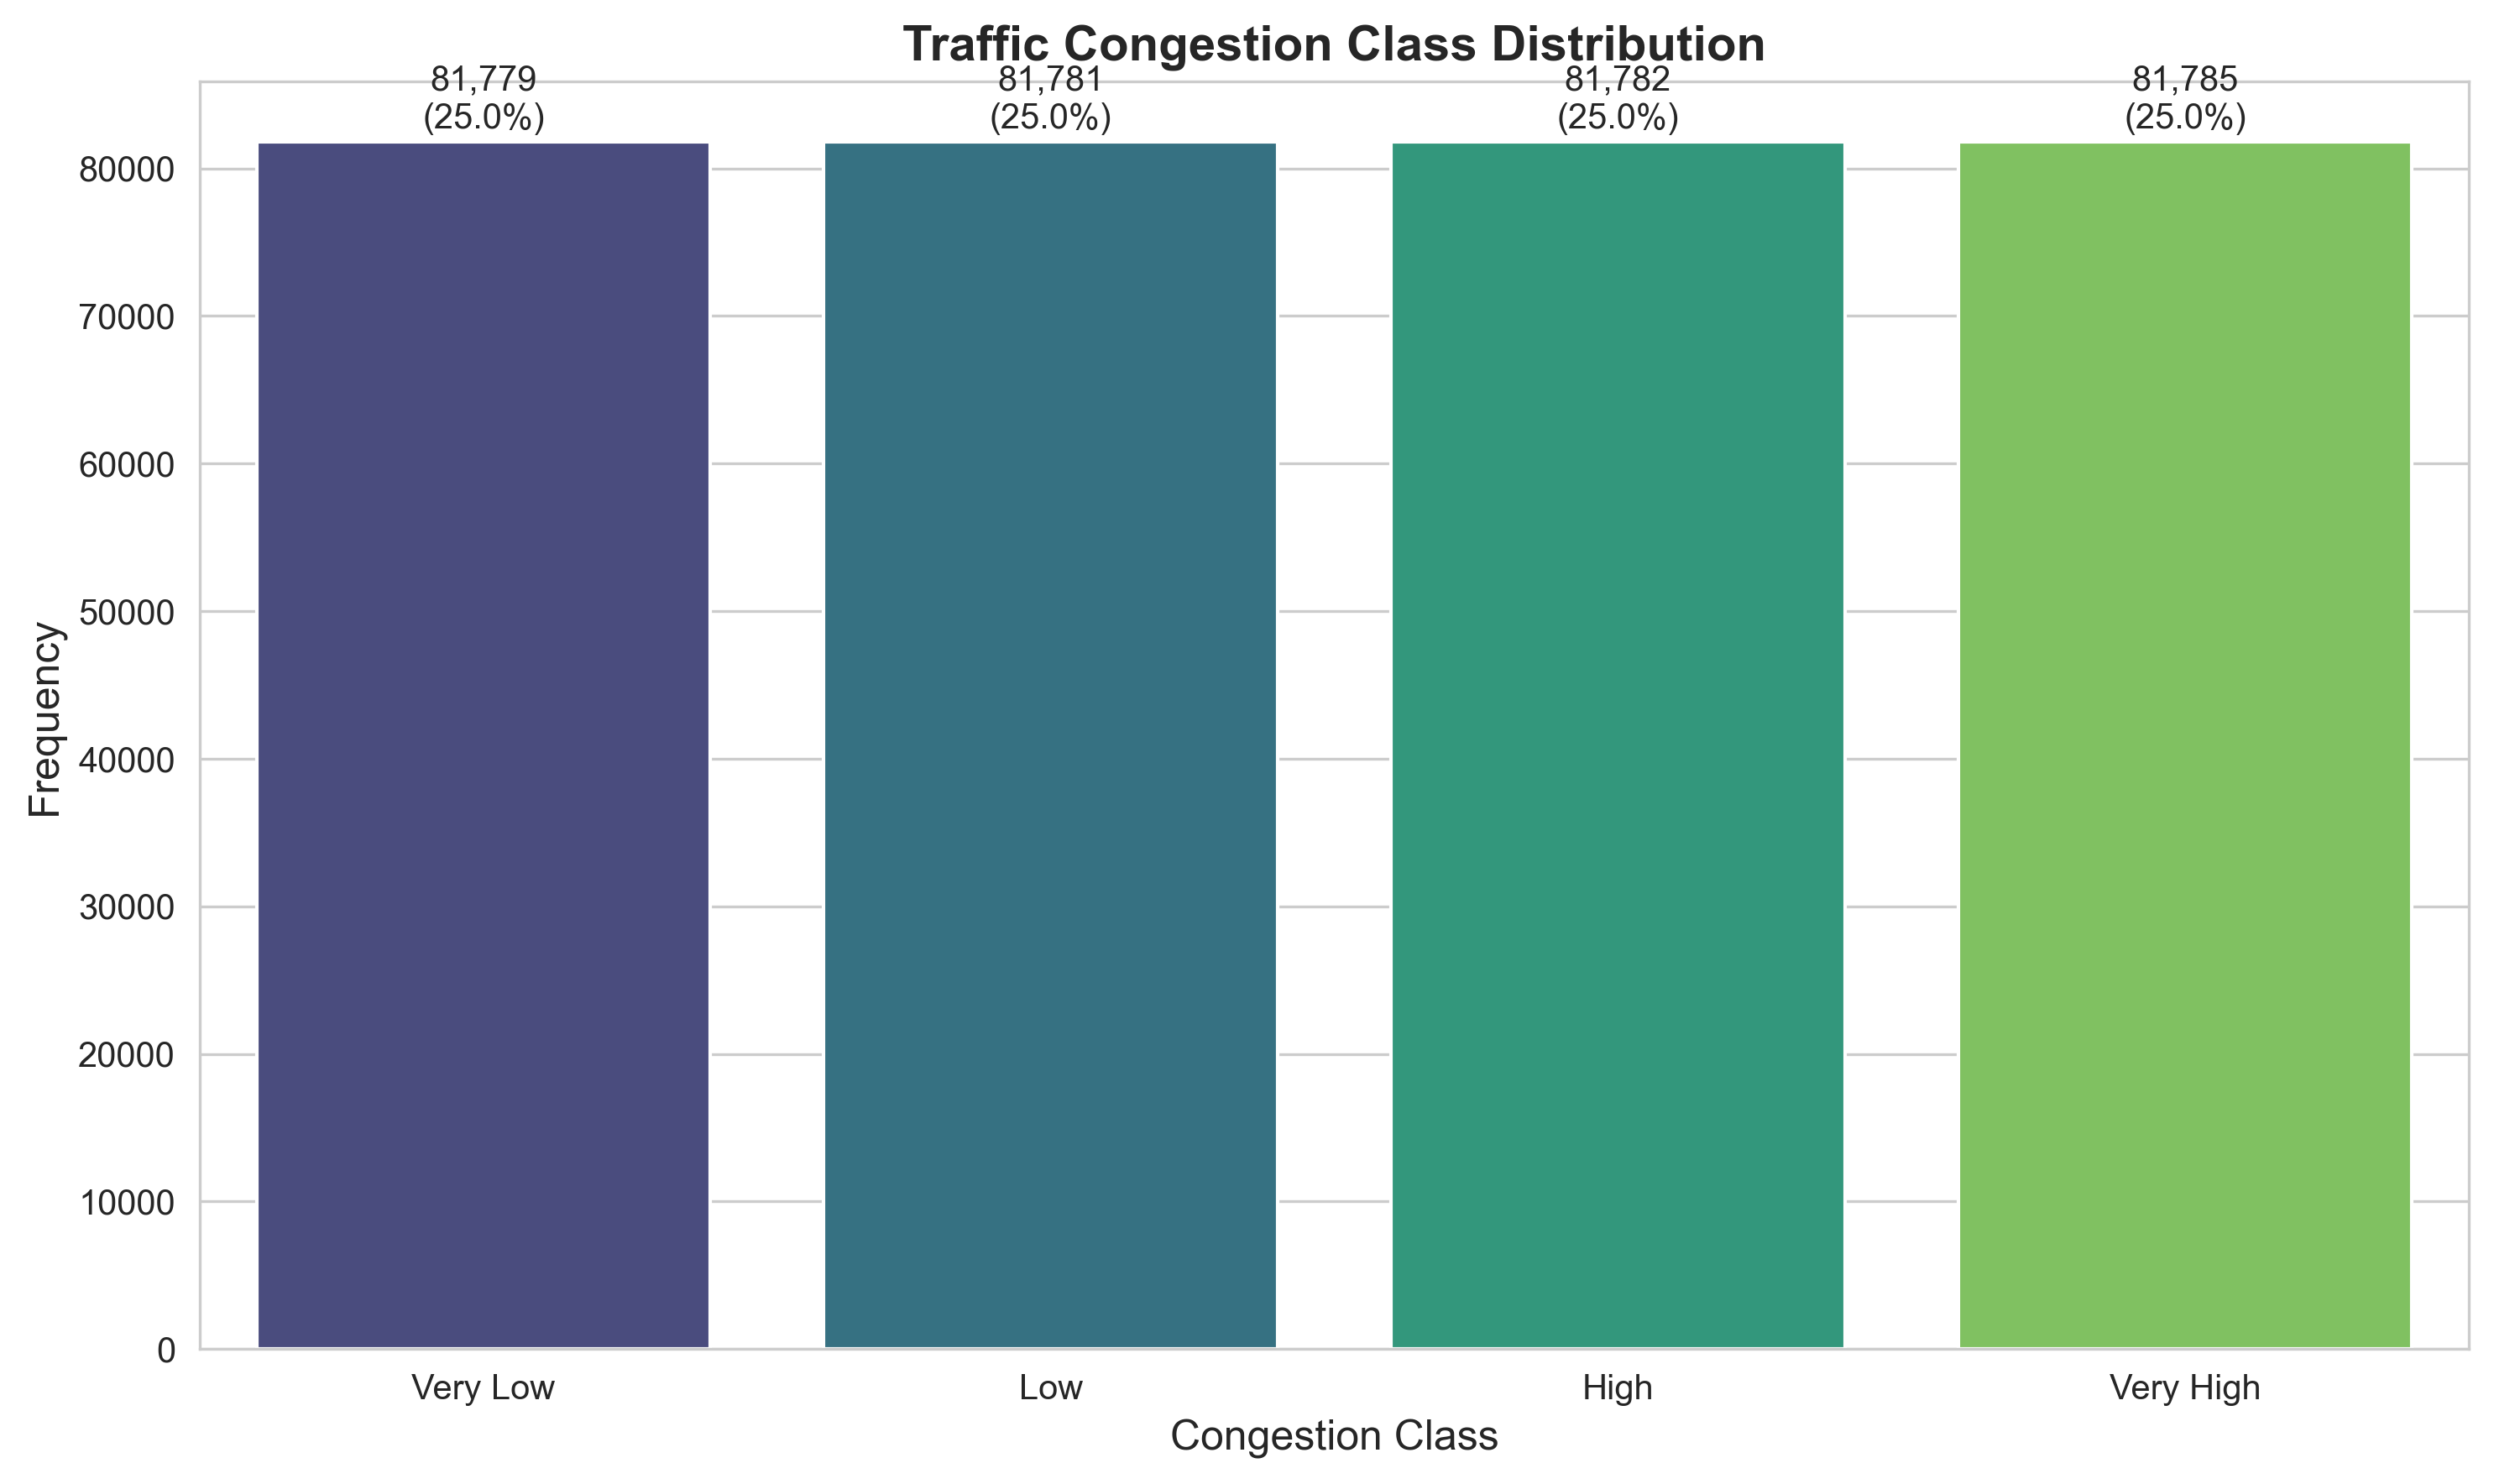 Traffic Congestion Class Distribution
81,779
(25.0%)
81,781
(25.0%)
81,782
(25.0%)
81,785
(25.0%)
80000
70000
60000
50000
40000
30000
20000
10000
0
Frequency
Very Low
Low
High
Very High
Congestion Class